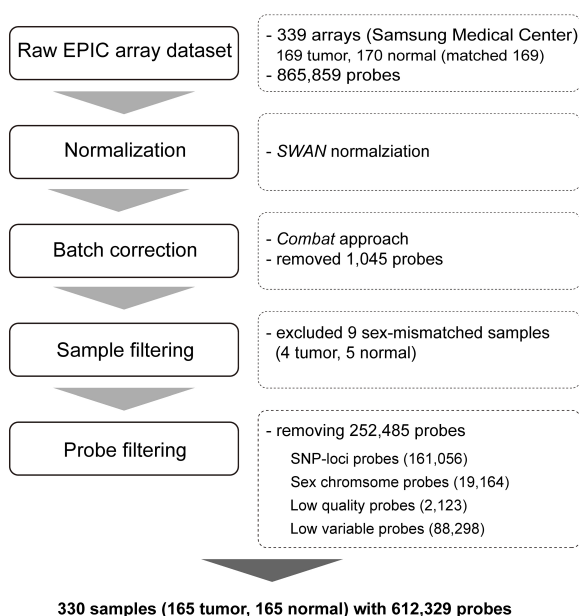 Raw EPIC array dataset
- 339 arrays (Samsung Medical Center)
169 tumor, 170 normal (matched 169)
- 865,859 probes
Normalization
- SWAN normalziation
Batch correction
- Combat approach
- removed 1,045 probes
Sample filtering
- excluded 9 sex-mismatched samples
(4 tumor, 5 normal)
Probe filtering
- removing 252,485 probes
SNP-loci probes (161,056)
Sex chromsome probes (19,164)
Low quality probes (2,123)
Low variable probes (88,298)
330 samples (165 tumor, 165 normal) with 612,329 probes